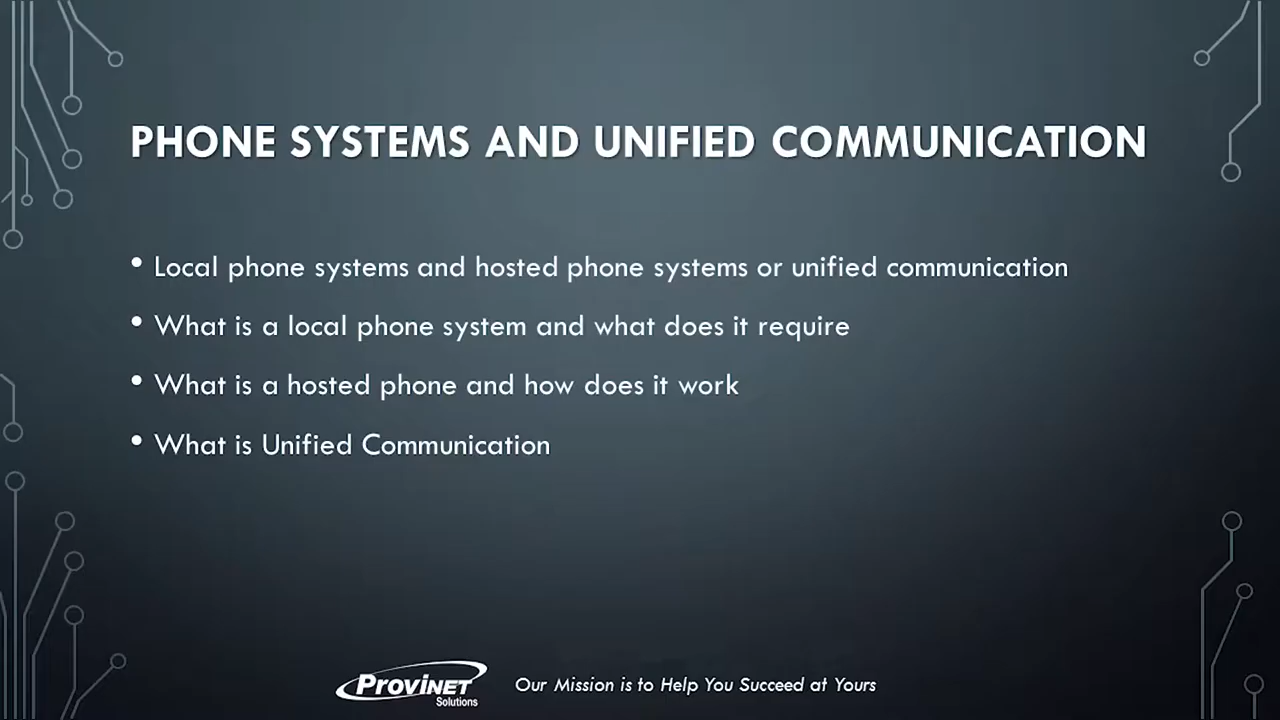 PHONE SYSTEMS AND UNIFIED COMMUNICATION
• Local phone systems and hosted phone systems or unified communication
• What is a local phone system and what does it require
• What is a hosted phone and how does it work
• What is Unified Communication
ProviNET
Solutions
Our Mission is to Help You Succeed at Yours